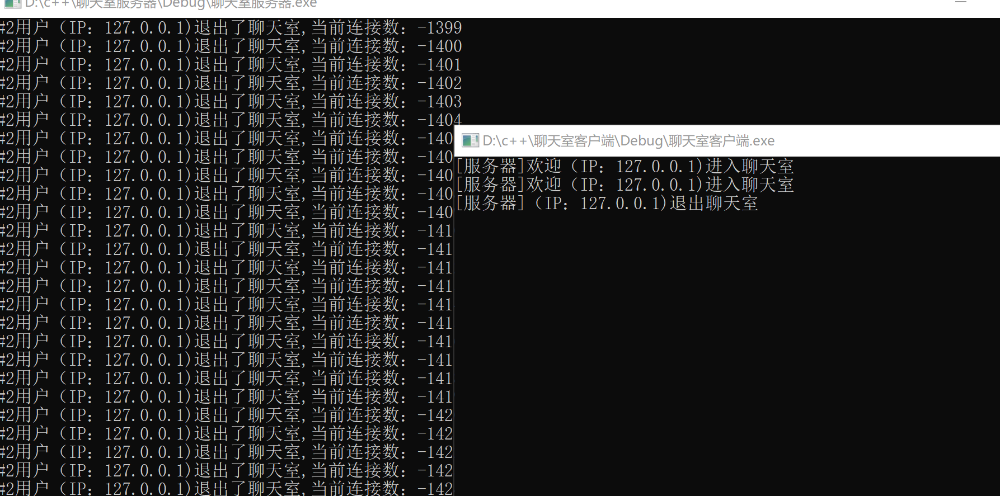 D:\c++\聊天室服务器\Debug\聊天室服务器.exe
#2用户（IP：127.0.0.1)退出了聊天室,当前连接数：-1399
#2用户（IP：127.0.0.1)退出了聊天室,当前连接数：-1400
#2用户（IP：127.0.0.1)退出了聊天室,当前连接数：-1401
#2用户（IP：127.0.0.1)退出了聊天室,当前连接数：-1402
#2用户（IP：127.0.0.1)退出了聊天室,当前连接数：-1403
#2用户（IP：127.0.0.1)退出了聊天室,当前连接数：-1404
#2用户（IP：127.0.0.1)退出了聊天室,当前连接数：-140
#2用户（IP：127.0.0.1)退出了聊天室,当前连接数：-140
#2用户（IP：127.0.0.1)退出了聊天室,当前连接数：-140
#2用户（IP：127.0.0.1)退出了聊天室,当前连接数：-140
#2用户（IP：127.0.0.1)退出了聊天室,当前连接数：-140
#2用户（IP：127.0.0.1)退出了聊天室,当前连接数：-141
#2用户（IP：127.0.0.1)退出了聊天室,当前连接数：-141
#2用户（IP：127.0.0.1)退出了聊天室,当前连接数：-141
#2用户（IP：127.0.0.1)退出了聊天室,当前连接数：-141
#2用户（IP：127.0.0.1)退出了聊天室,当前连接数：-141
#2用户（IP：127.0.0.1)退出了聊天室,当前连接数：-141
#2用户（IP：127.0.0.1)退出了聊天室,当前连接数：-141
#2用户（IP：127.0.0.1)退出了聊天室,当前连接数：-141
#2用户（IP：127.0.0.1)退出了聊天室,当前连接数：-141
#2用户（IP：127.0.0.1)退出了聊天室,当前连接数：-141
#2用户（IP：127.0.0.1)退出了聊天室,当前连接数：-142
#2用户（IP：127.0.0.1)退出了聊天室,当前连接数：-142
#2用户（IP：127.0.0.1)退出了聊天室,当前连接数：-142
#2用户（IP：127.0.0.1)退出了聊天室,当前连接数：-142
#2用户（IP：127.0.0.1)退出了聊天室,当前连接数：-142
D:\c++\聊天室客户端\Debug\聊天室客户端.exe
[服务器]欢迎（IP：127.0.0.1)进入聊天室
[服务器]欢迎（IP：127.0.0.1)进入聊天室
[服务器]（IP：127.0.0.1)退出聊天室